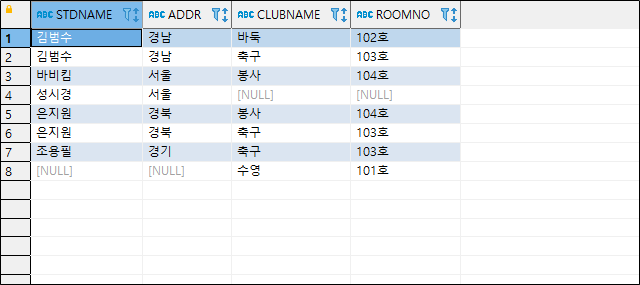 ABC STDNAME ABC ADDR ABC CLUBNAME ABC ROOMNO
1 김범수 경남 바둑 102호
2 김범수 경남 축구 103호
3 바비킴 서울 봉사 104호
4 성시경 서울 [NULL] [NULL]
5 은지원 경북 봉사 104호
6 은지원 경북 축구 103호
7 조용필 경기 축구 103호
8 [NULL] [NULL] 수영 101호